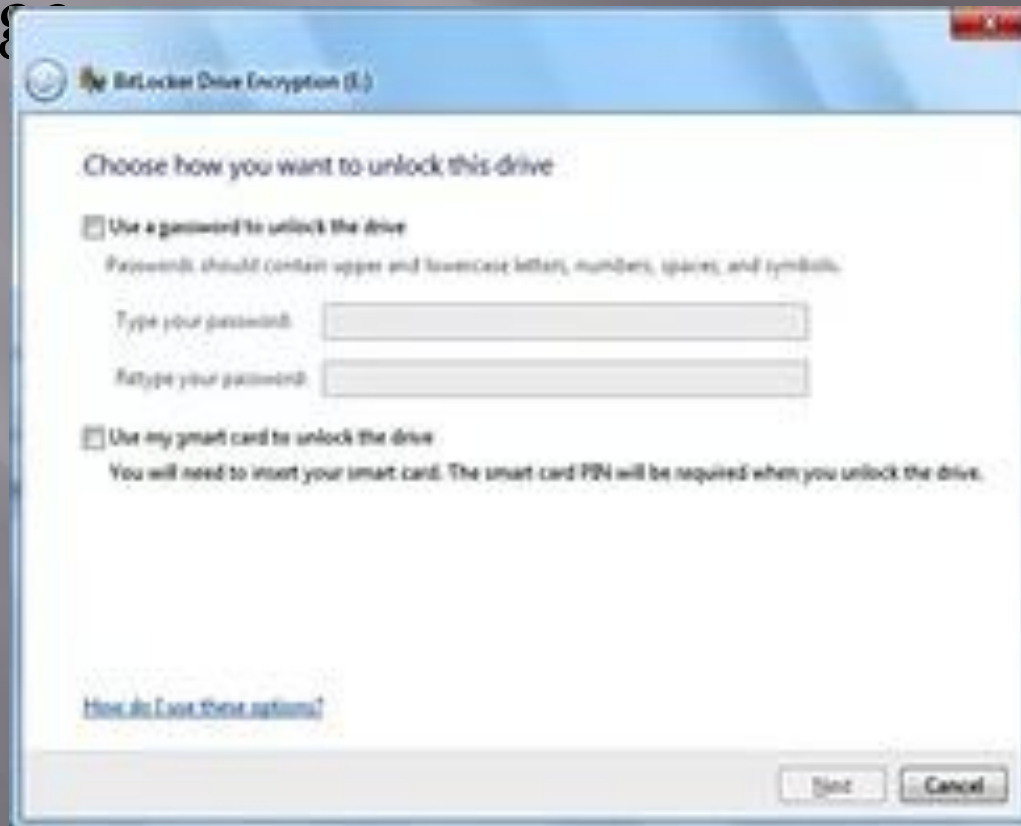 BitLocker Drive Encryption (E:)
Choose how you want to unlock this drive
Use a password to unlock the drive
Passwords should contain upper and lowercase letters, numbers, spaces, and symbols.
Type your password:
Retype your password:
Use my smart card to unlock the drive
You will need to insert your smart card. The smart card PIN will be required when you unlock the drive.
How do I use these options?
Next
Cancel